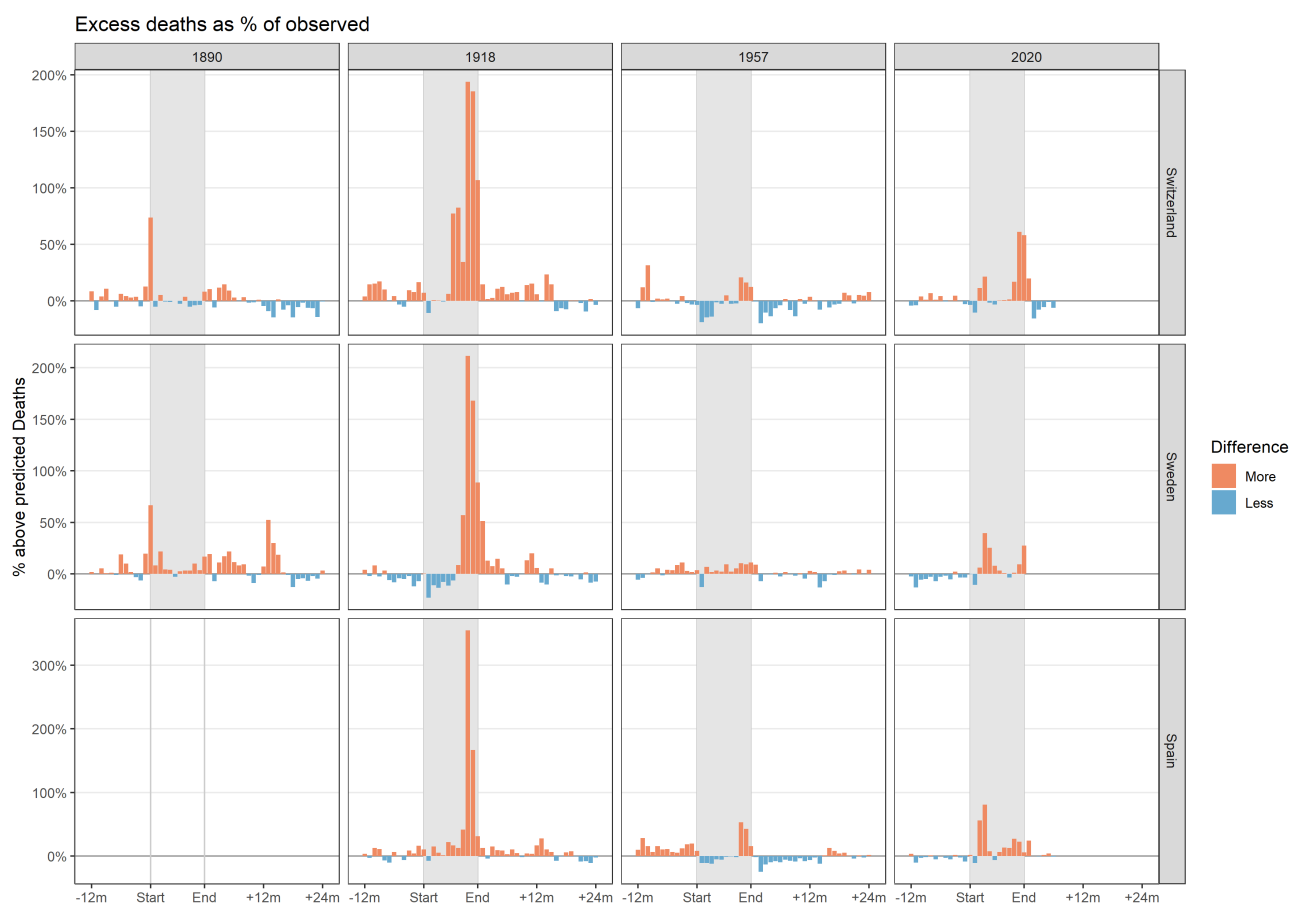 Excess deaths as % of observed
1890 1918 1957 2020
200%
150%
100%
50%
0%
Switzerland
200%
150%
100%
50%
0%
Sweden
% above predicted Deaths
Difference
More
Less
300%
200%
100%
0%
Spain
-12m Start End +12m +24m -12m Start End +12m +24m -12m Start End +12m +24m -12m Start End +12m +24m